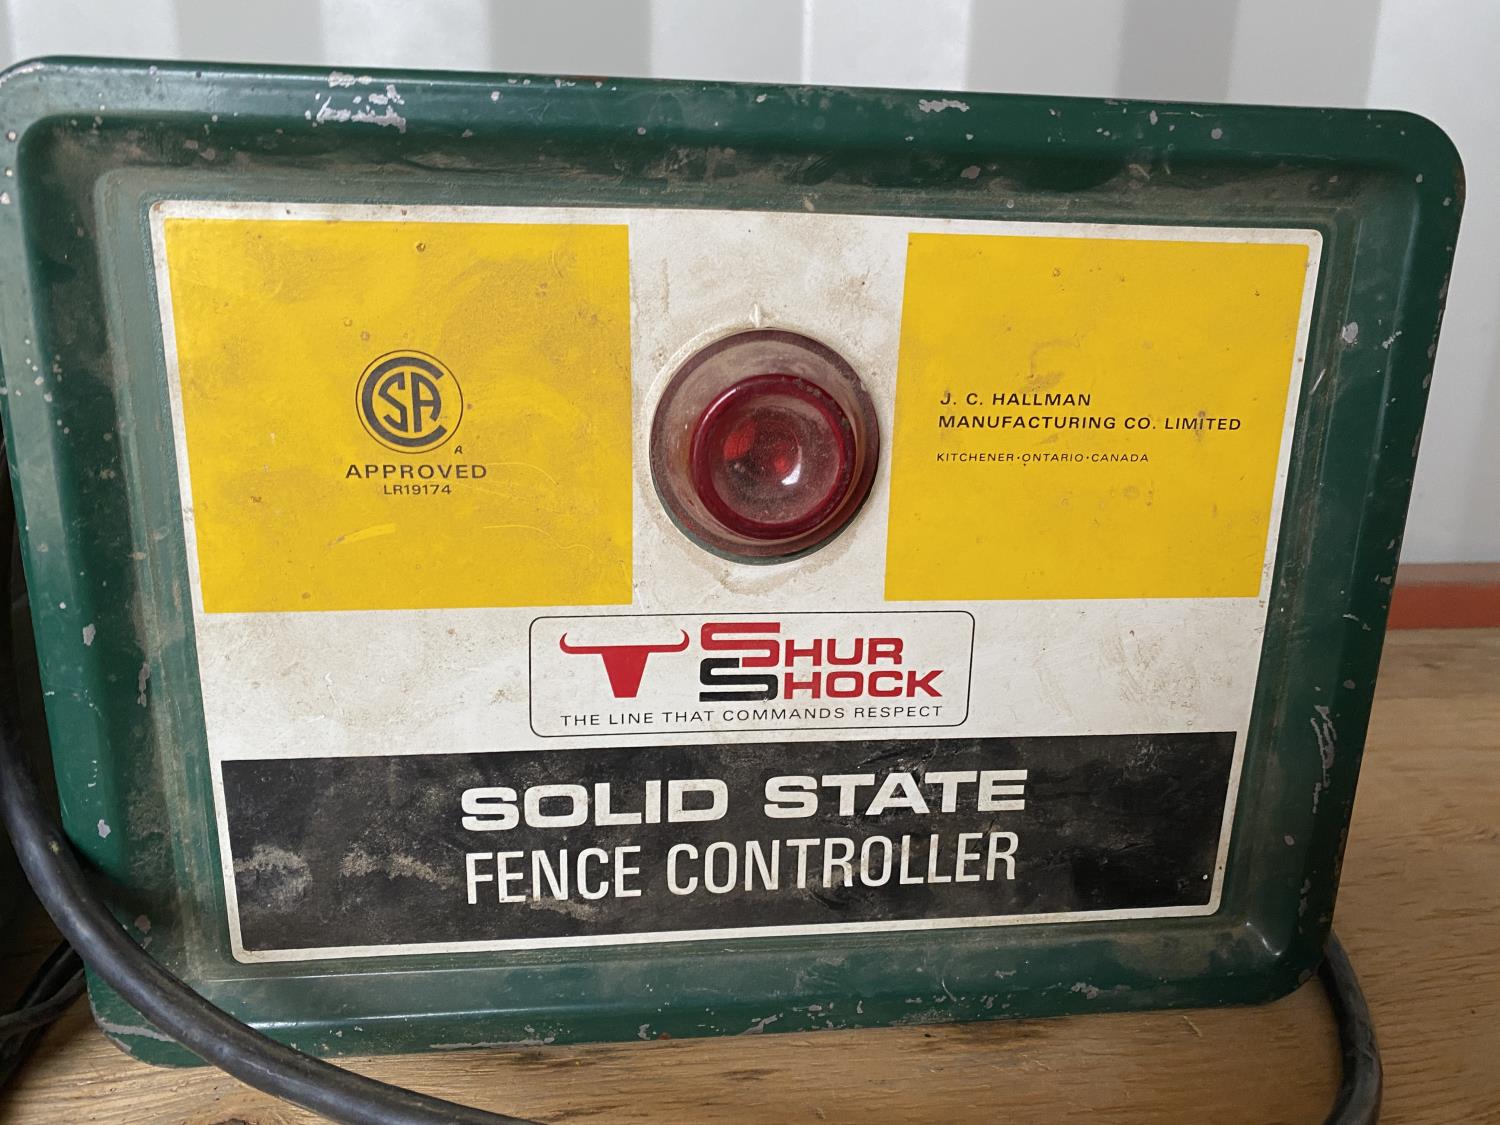 CSA
A
APPROVED
LR19174
J. C. HALLMAN
MANUFACTURING CO. LIMITED
KITCHENER·ONTARIO·CANADA
SHUR
SHOCK
THE LINE THAT COMMANDS RESPECT
SOLID STATE
FENCE CONTROLLER